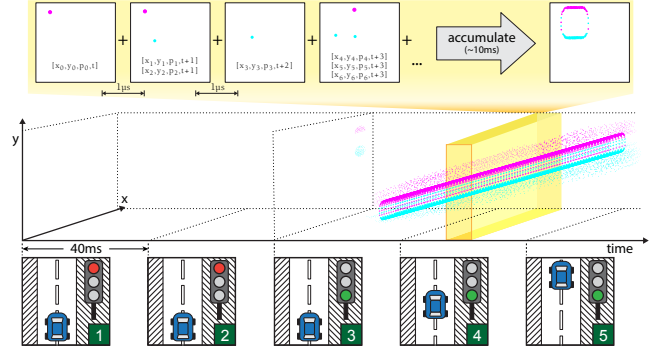 [x₀,y₀,p₀,t]
+
[x₁,y₁,p₁,t+1]
[x₂,y₂,p₂,t+1]
+
[x₃,y₃,p₃,t+2]
+
[x₄,y₄,p₄,t+3]
[x₅,y₅,p₅,t+3]
[x₆,y₆,p₆,t+3]
+
...
accumulate
(~10ms)
1µs
1µs
y
x
40ms
time
1
2
3
4
5